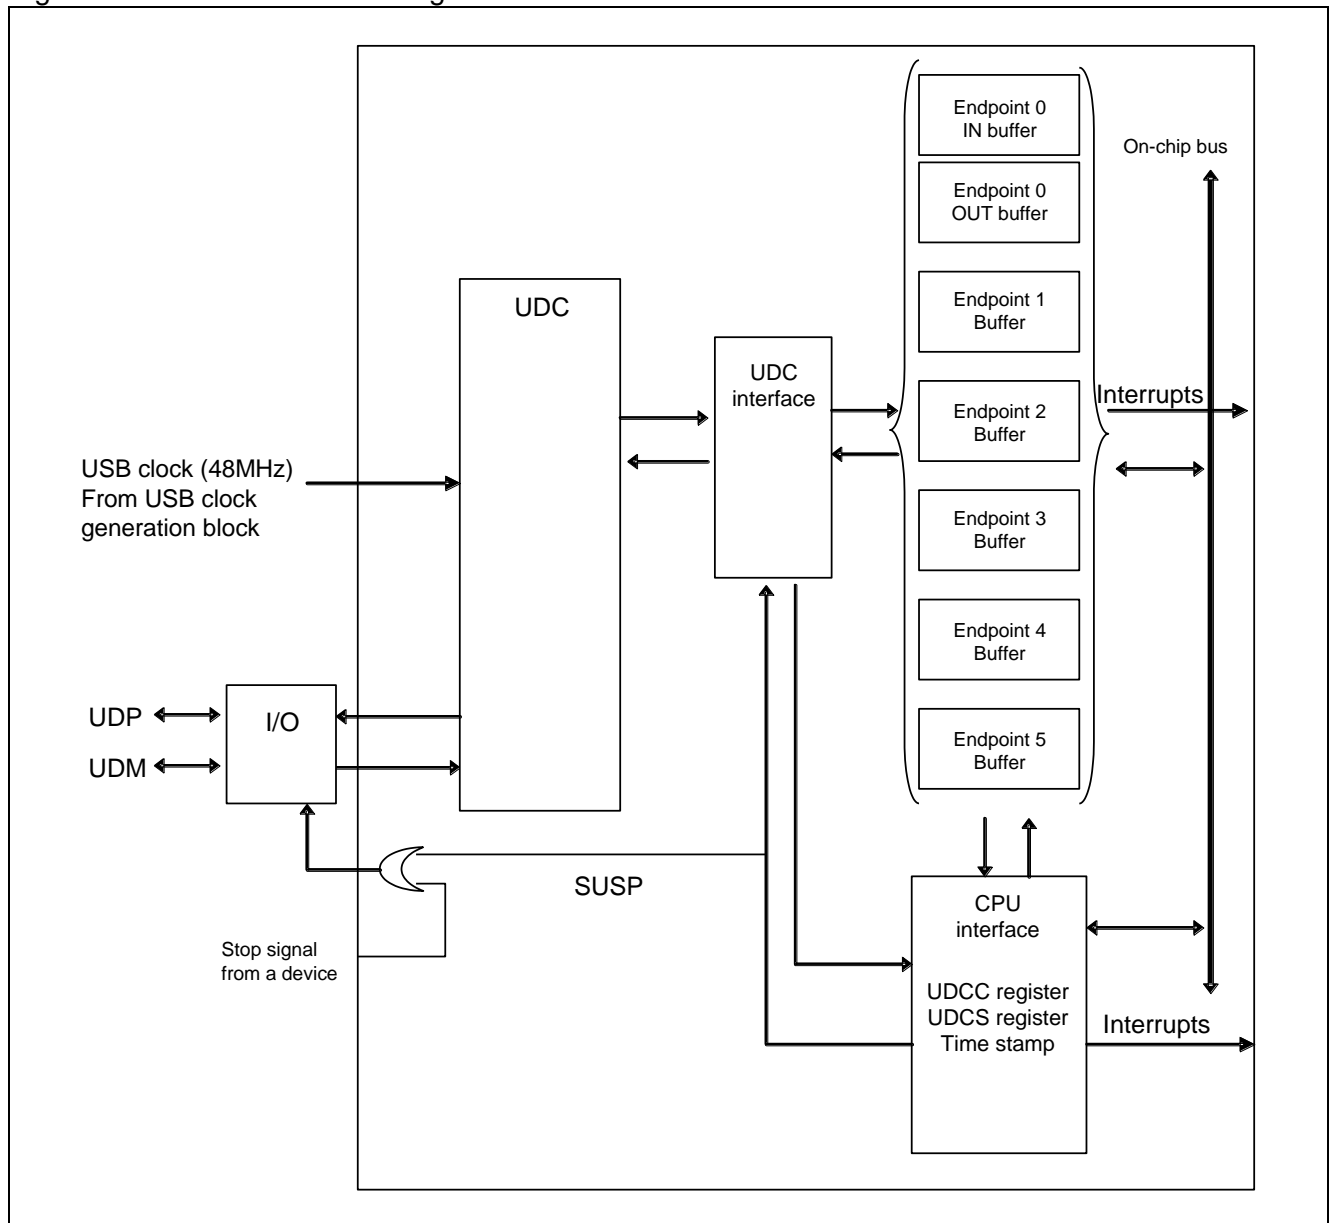 Endpoint 0
IN buffer
On-chip bus
Endpoint 0
OUT buffer
UDC
Endpoint 1
Buffer
UDC
interface
Interrupts
Endpoint 2
Buffer
USB clock (48MHz)
From USB clock
generation block
Endpoint 3
Buffer
Endpoint 4
Buffer
UDP
I/O
UDM
Endpoint 5
Buffer
SUSP
CPU
interface
Stop signal
from a device
UDCC register
UDCS register
Time stamp
Interrupts